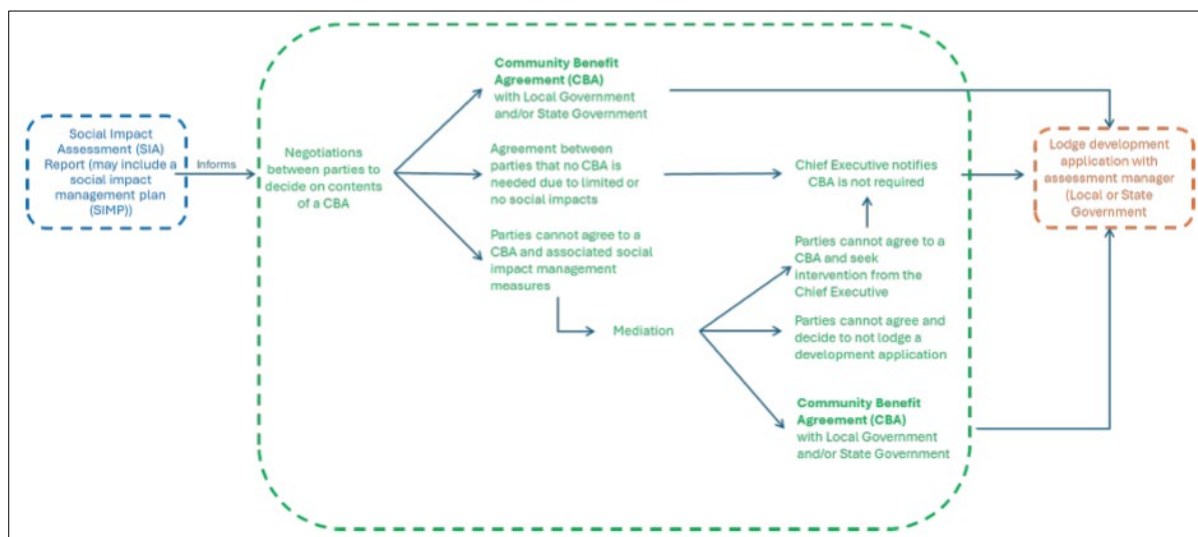 Social Impact
Assessment (SIA)
Report (may include a
social impact
management plan
(SIMP))
Informs
Negotiations
between parties to
decide on contents
of a CBA
Community Benefit
Agreement (CBA)
with Local Government
and/or State Government
Agreement between
parties that no CBA is
needed due to limited or
no social impacts
Parties cannot agree to a
CBA and associated social
impact management
measures
Mediation
Chief Executive notifies
CBA is not required
Parties cannot agree to a
CBA and seek
intervention from the
Chief Executive
Parties cannot agree and
decide to not lodge a
development application
Community Benefit
Agreement (CBA)
with Local Government
and/or State Government
Lodge development
application with
assessment manager
(Local or State
Government